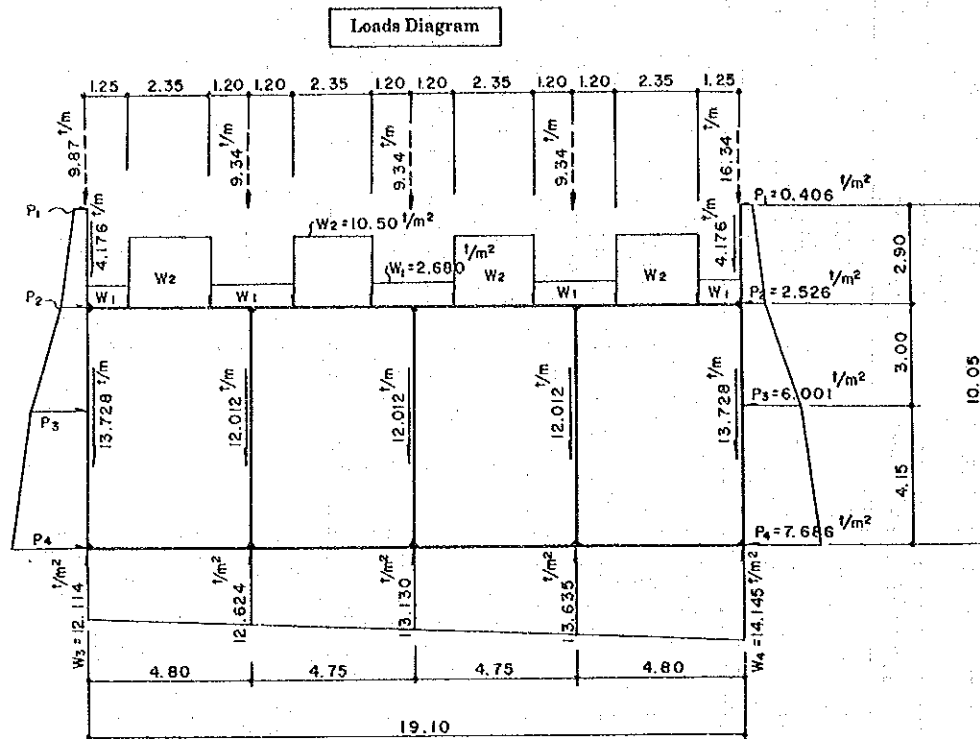 Loads Diagram
1.25 2.35 1.20 1.20 2.35 1.20 1.20 2.35 1.20 1.20 2.35 1.25
9.87 t/m
9.34 t/m
9.34 t/m
9.34 t/m
16.34 t/m
P1
4.176 t/m
W2=10.50 t/m²
W1=2.680 t/m²
4.176 t/m
P1=0.406 t/m²
2.90
W2
W2
W2
P2
W1
W1
W1
W1
P2=2.526 t/m²
3.00
10.05
13.728 t/m
12.012 t/m
12.012 t/m
12.012 t/m
13.728 t/m
P3
P3=6.001 t/m²
4.15
P4
P4=7.686 t/m²
W3=12.114 t/m²
12.624 t/m²
13.130 t/m²
13.635 t/m²
W4=14.145 t/m²
4.80 4.75 4.75 4.80
19.10